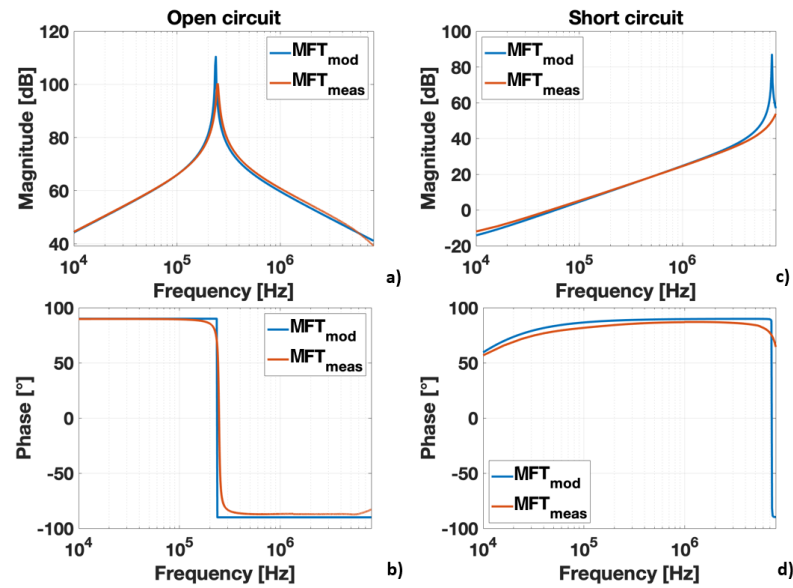 Open circuit
Short circuit
Magnitude [dB]
120
100
80
60
40
MFT_mod
MFT_meas
10^4
10^5
10^6
Frequency [Hz]
a)
Magnitude [dB]
100
80
60
40
20
0
-20
MFT_mod
MFT_meas
10^4
10^5
10^6
Frequency [Hz]
c)
Phase [°]
100
50
0
-50
-100
MFT_mod
MFT_meas
10^4
10^5
10^6
Frequency [Hz]
b)
Phase [°]
100
50
0
-50
-100
MFT_mod
MFT_meas
10^4
10^5
10^6
Frequency [Hz]
d)